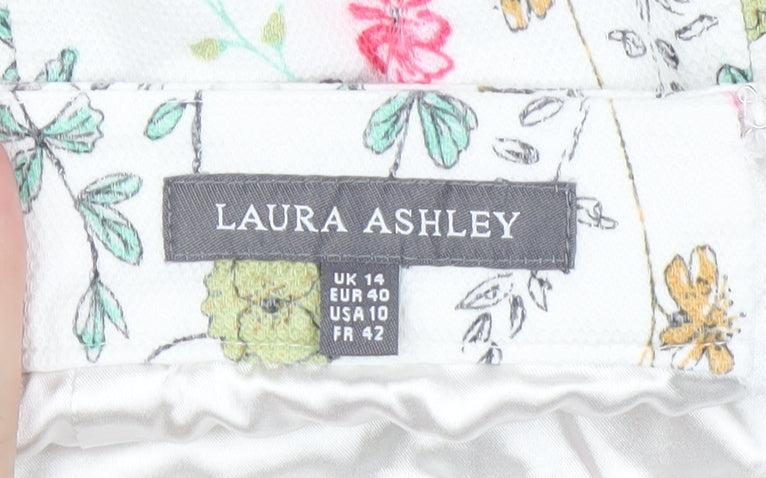 LAURA ASHLEY
UK 14
EUR 40
USA 10
FR 42